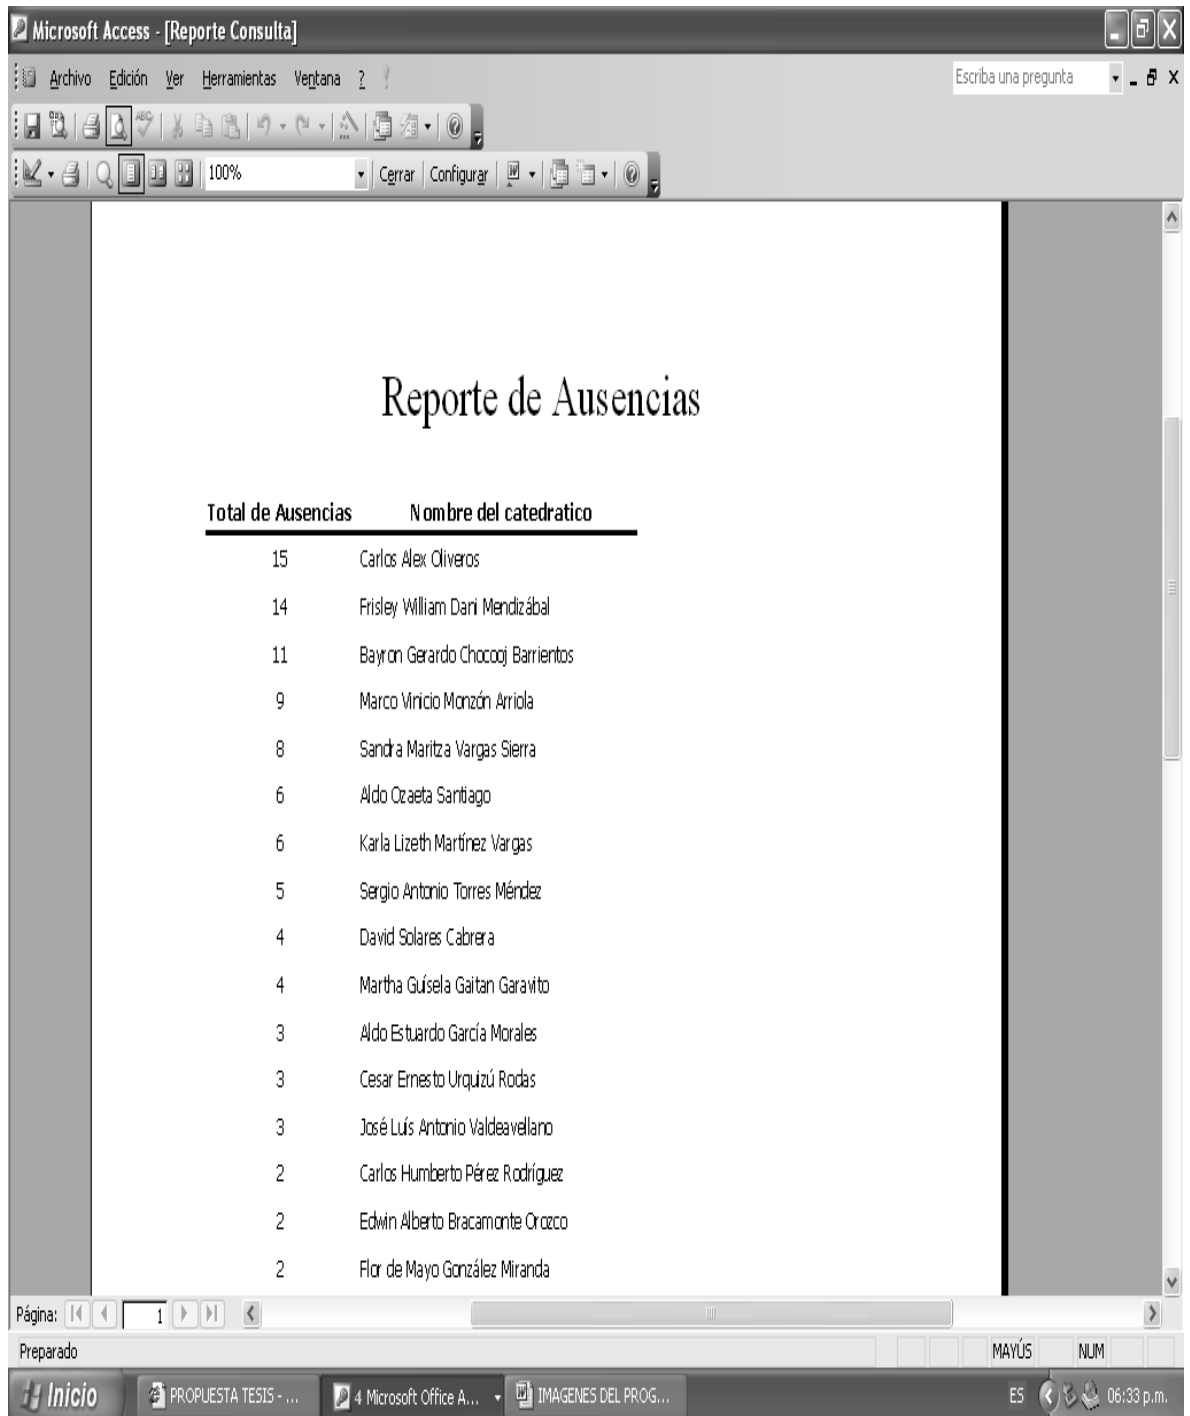 Microsoft Access - [Reporte Consulta]
Archivo Edición Ver Herramientas Ventana ? Escriba una pregunta
100% Cerrar Configurar
Reporte de Ausencias
Total de Ausencias Nombre del catedratico
15 Carlos Alex Oliveros
14 Frisley William Dani Mendizábal
11 Bayron Gerardo Chocooj Barrientos
9 Marco Vinicio Monzón Arriola
8 Sandra Maritza Vargas Sierra
6 Aldo Ozaeta Santiago
6 Karla Lizeth Martínez Vargas
5 Sergio Antonio Torres Méndez
4 David Solares Cabrera
4 Martha Guísela Gaitan Garavito
3 Aldo Estuardo García Morales
3 Cesar Ernesto Urquizú Rodas
3 José Luís Antonio Valdeavellano
2 Carlos Humberto Pérez Rodríguez
2 Edwin Alberto Bracamonte Orozco
2 Flor de Mayo González Miranda
Página: 1
Preparado MAYÚS NUM
Inicio PROPUESTA TESIS - ... 4 Microsoft Office A... IMAGENES DEL PROG... ES 06:33 p.m.